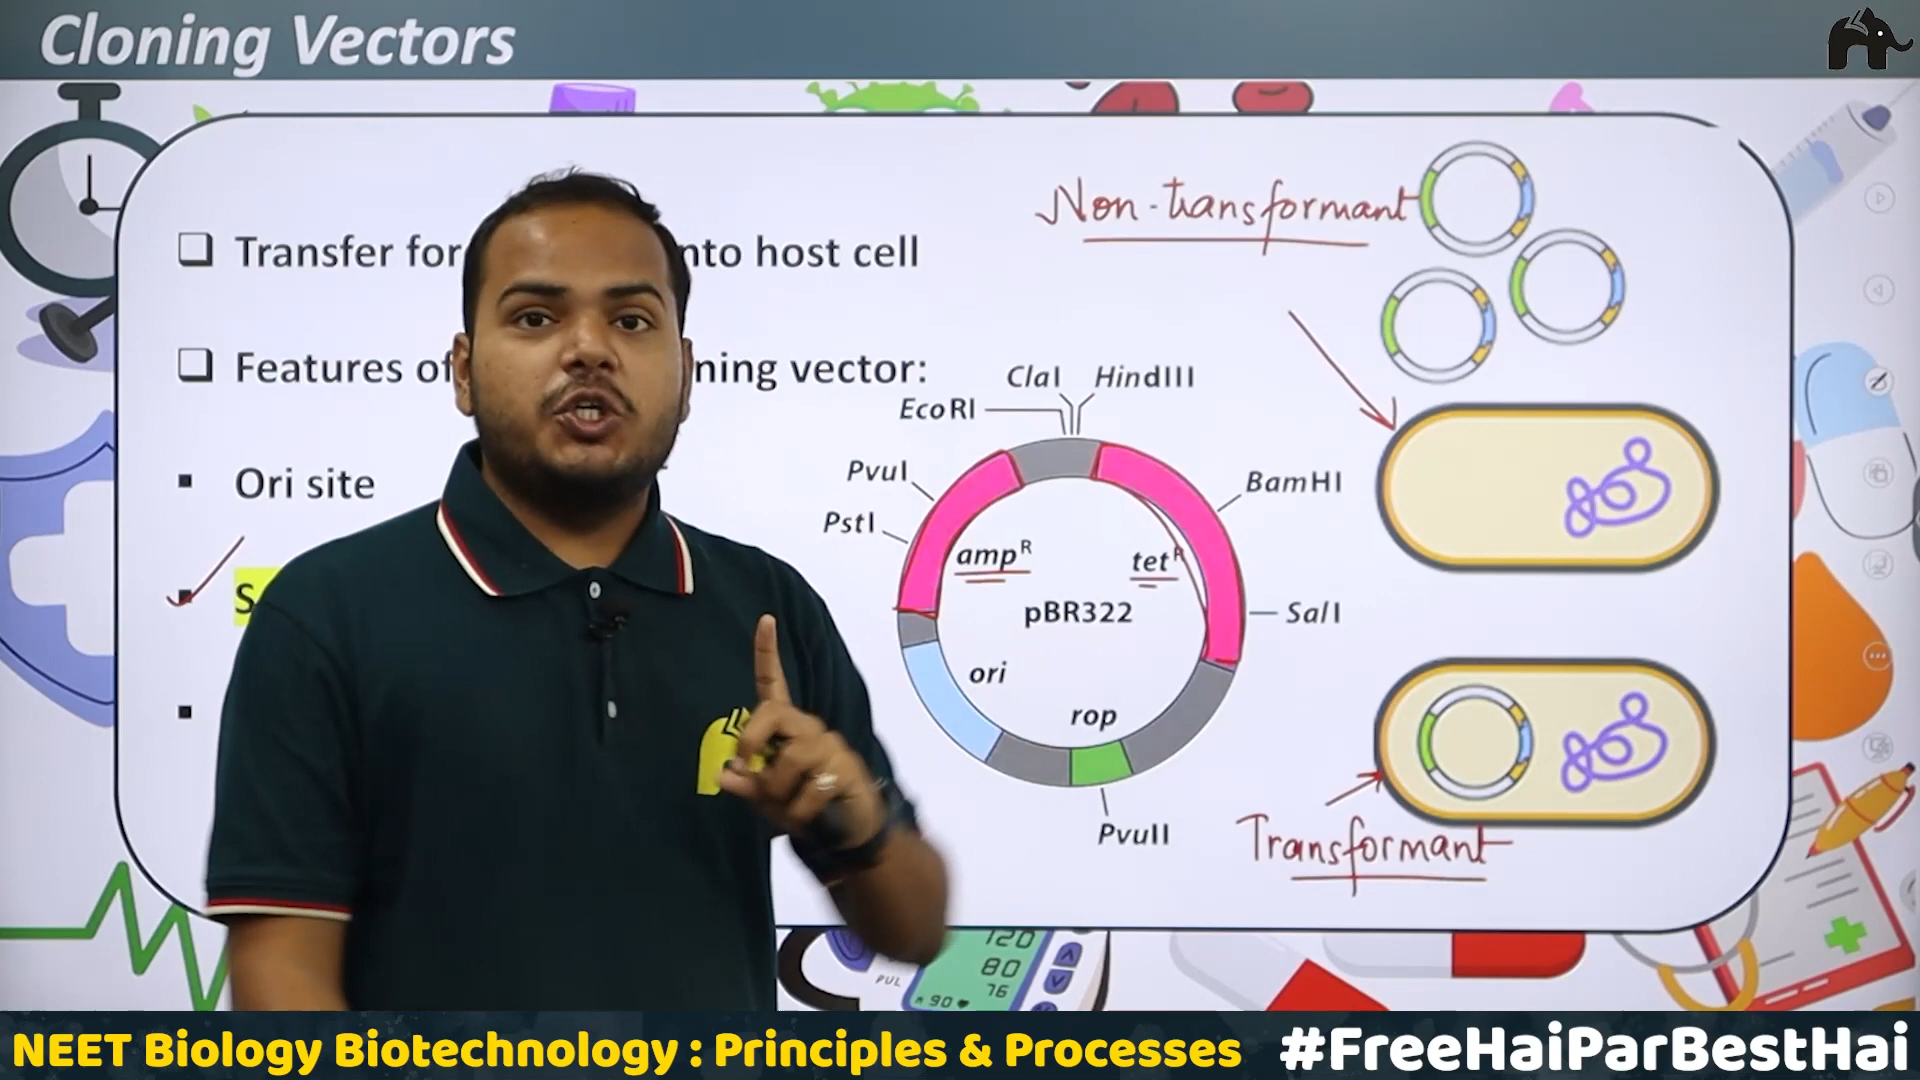 Cloning Vectors
Transfer for nto host cell
Features of ning vector:
Ori site
S
Non-transformant
ClaI HindIII
EcoRI
PvuI
BamHI
PstI
ampR
tetR
pBR322
SalI
ori
rop
PvuII
Transformant
120
80
76
PUL
90
NEET Biology Biotechnology : Principles & Processes
#FreeHaiParBestHai